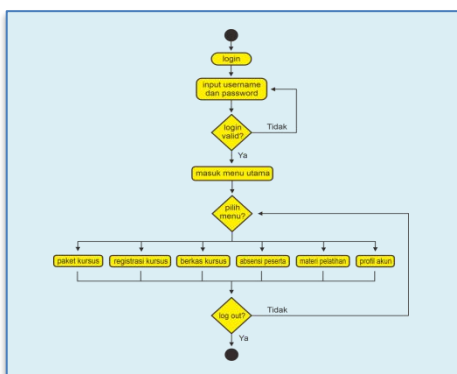 login
input username
dan password
login
valid?
Tidak
Ya
masuk menu utama
pilih
menu?
paket kursus
registrasi kursus
berkas kursus
absensi peserta
materi pelatihan
profil akun
log out?
Tidak
Ya